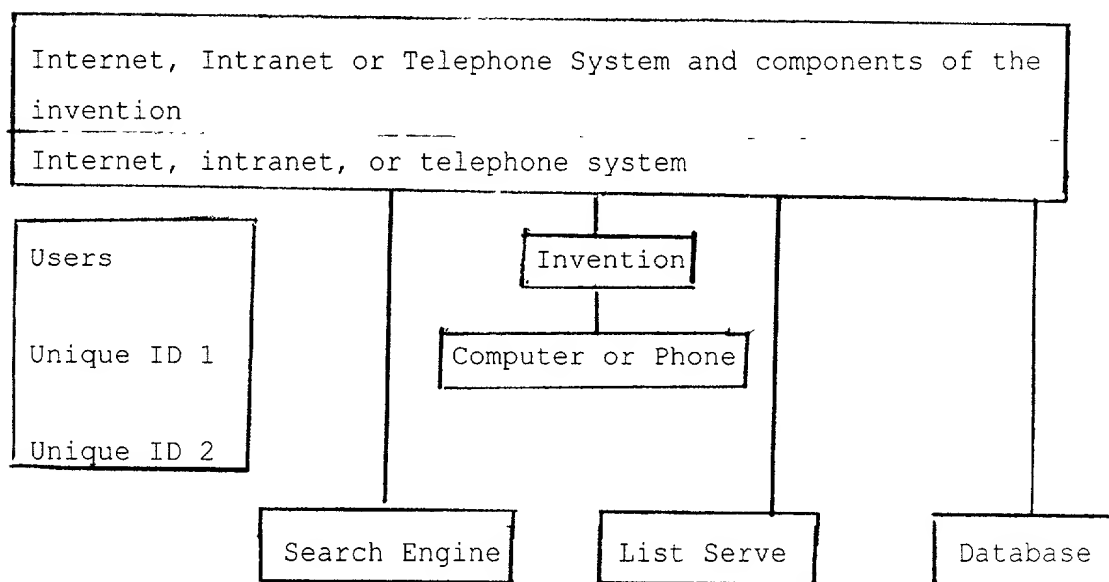 Internet, Intranet or Telephone System and components of the
invention
Internet, intranet, or telephone system
Users
Invention
Unique ID 1
Computer or Phone
Unique ID 2
Search Engine
List Serve
Database